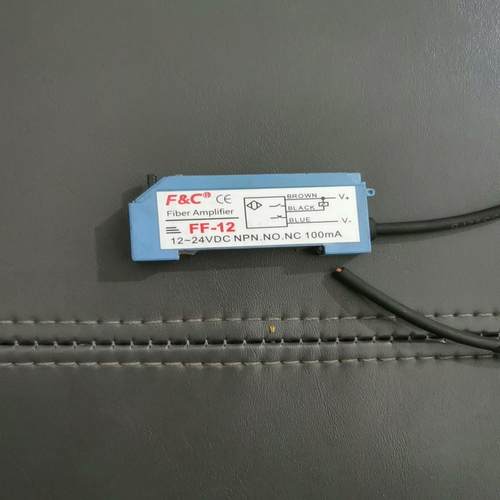 F&C® CE
Fiber Amplifier
FF-12
BROWN V+
BLACK
BLUE V-
12~24VDC NPN.NO.NC 100mA